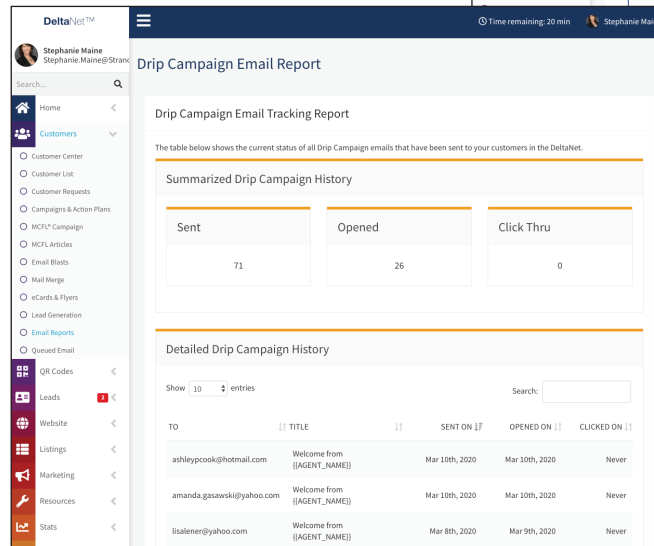 DeltaNet™
Time remaining: 20 min
Stephanie Mai
Stephanie Maine
Stephanie.Maine@Stran
Search...
Home
Customers
Customer Center
Customer List
Customer Requests
Campaigns & Action Plans
MCFL® Campaign
MCFL Articles
Email Blasts
Mail Merge
eCards & Flyers
Lead Generation
Email Reports
Queued Email
QR Codes
Leads 2
Website
Listings
Marketing
Resources
Stats
Drip Campaign Email Report
Drip Campaign Email Tracking Report
The table below shows the current status of all Drip Campaign emails that have been sent to your customers in the DeltaNet.
Summarized Drip Campaign History
Sent Opened Click Thru
71 26 0
Detailed Drip Campaign History
Show 10 entries Search:
TO TITLE SENT ON OPENED ON CLICKED ON
ashleypcook@hotmail.com Welcome from {{AGENT_NAME}} Mar 10th, 2020 Mar 10th, 2020 Never
amanda.gasawski@yahoo.com Welcome from {{AGENT_NAME}} Mar 10th, 2020 Mar 10th, 2020 Never
lisalener@yahoo.com Welcome from {{AGENT_NAME}} Mar 8th, 2020 Mar 9th, 2020 Never